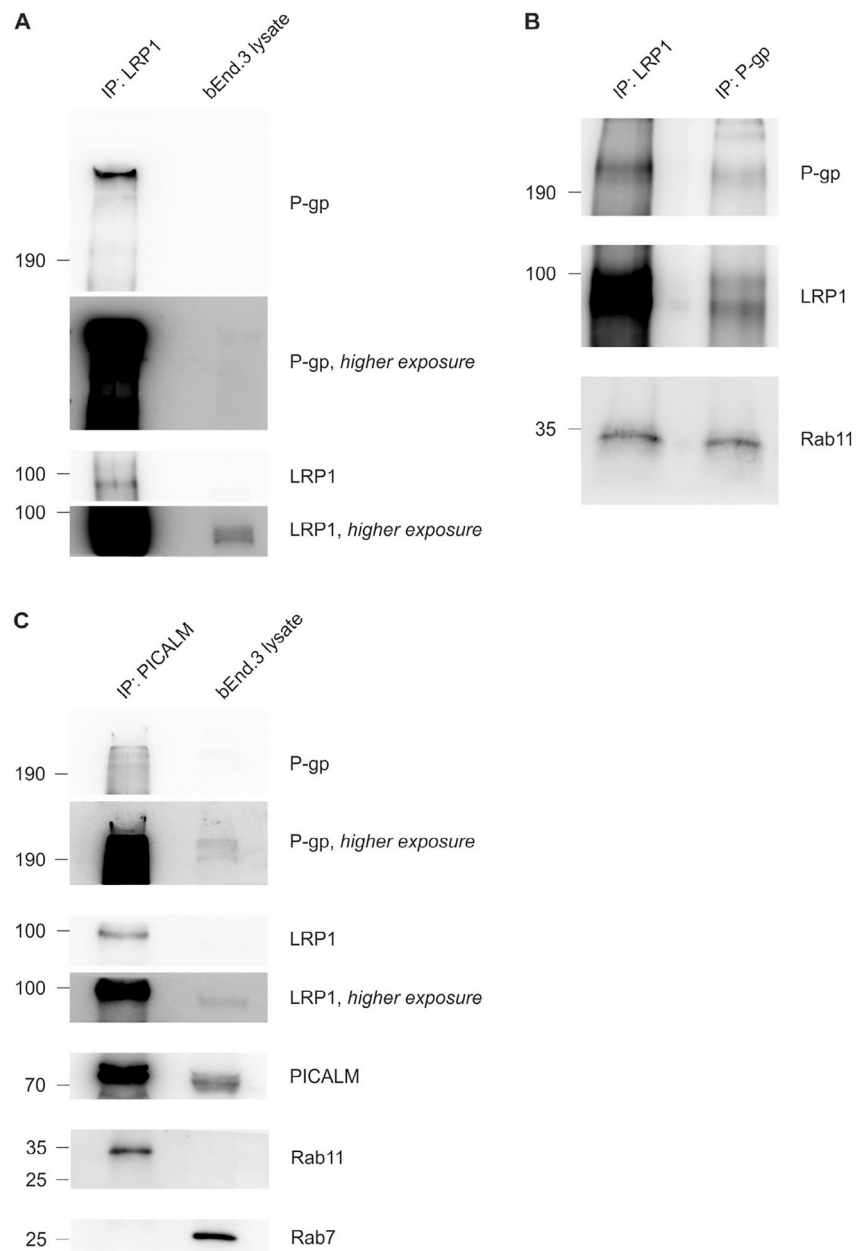 A
IP: LRP1
bEnd.3 lysate
P-gp
190
P-gp, higher exposure
100
LRP1
100
LRP1, higher exposure
B
IP: LRP1
IP: P-gp
P-gp
190
100
LRP1
35
Rab11
C
IP: PICALM
bEnd.3 lysate
P-gp
190
P-gp, higher exposure
190
100
LRP1
100
LRP1, higher exposure
PICALM
70
35
Rab11
25
25
Rab7